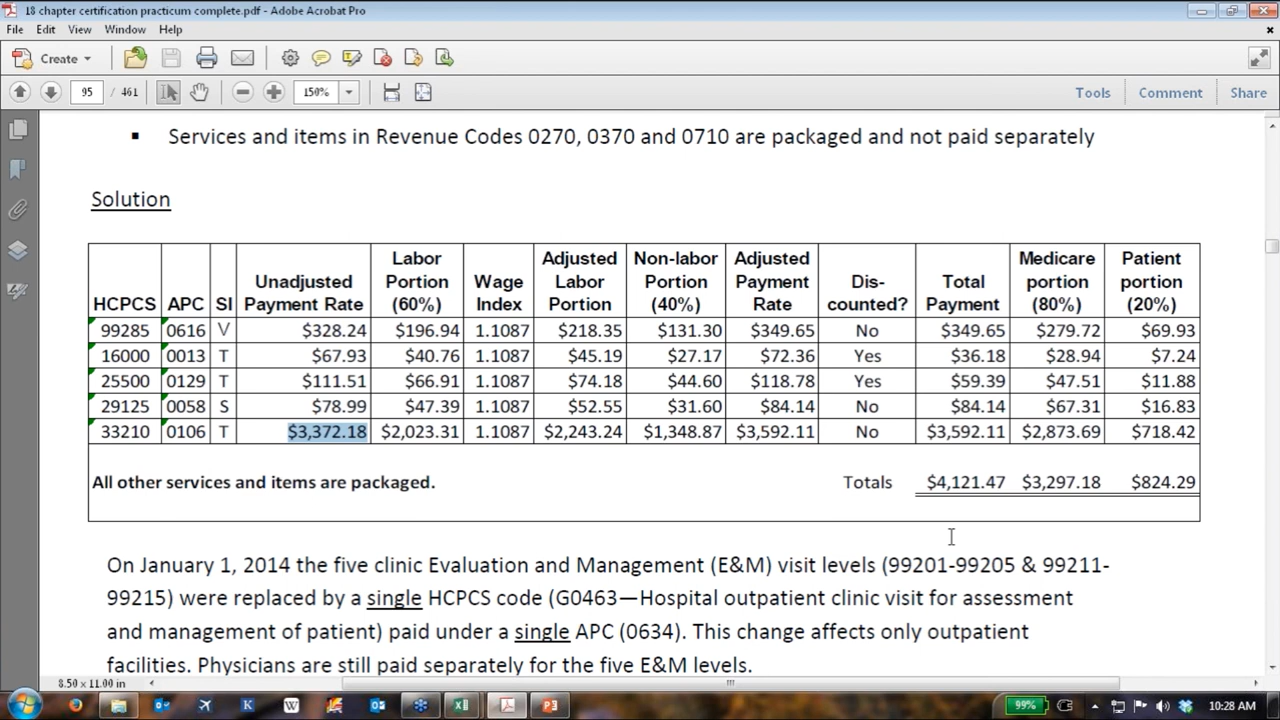 18 chapter certification practicum complete.pdf - Adobe Acrobat Pro
File Edit View Window Help
Create
95 / 461 150% Tools Comment Share
▪ Services and items in Revenue Codes 0270, 0370 and 0710 are packaged and not paid separately
Solution
HCPCS APC SI Unadjusted Payment Rate Labor Portion (60%) Wage Index Adjusted Labor Portion Non-labor Portion (40%) Adjusted Payment Rate Dis-counted? Total Payment Medicare portion (80%) Patient portion (20%)
99285 0616 V $328.24 $196.94 1.1087 $218.35 $131.30 $349.65 No $349.65 $279.72 $69.93
16000 0013 T $67.93 $40.76 1.1087 $45.19 $27.17 $72.36 Yes $36.18 $28.94 $7.24
25500 0129 T $111.51 $66.91 1.1087 $74.18 $44.60 $118.78 Yes $59.39 $47.51 $11.88
29125 0058 S $78.99 $47.39 1.1087 $52.55 $31.60 $84.14 No $84.14 $67.31 $16.83
33210 0106 T $3,372.18 $2,023.31 1.1087 $2,243.24 $1,348.87 $3,592.11 No $3,592.11 $2,873.69 $718.42
All other services and items are packaged. Totals $4,121.47 $3,297.18 $824.29
On January 1, 2014 the five clinic Evaluation and Management (E&M) visit levels (99201-99205 & 99211-
99215) were replaced by a single HCPCS code (G0463—Hospital outpatient clinic visit for assessment
and management of patient) paid under a single APC (0634). This change affects only outpatient
facilities. Physicians are still paid separately for the five E&M levels.
8.50 x 11.00 in
99% 10:28 AM